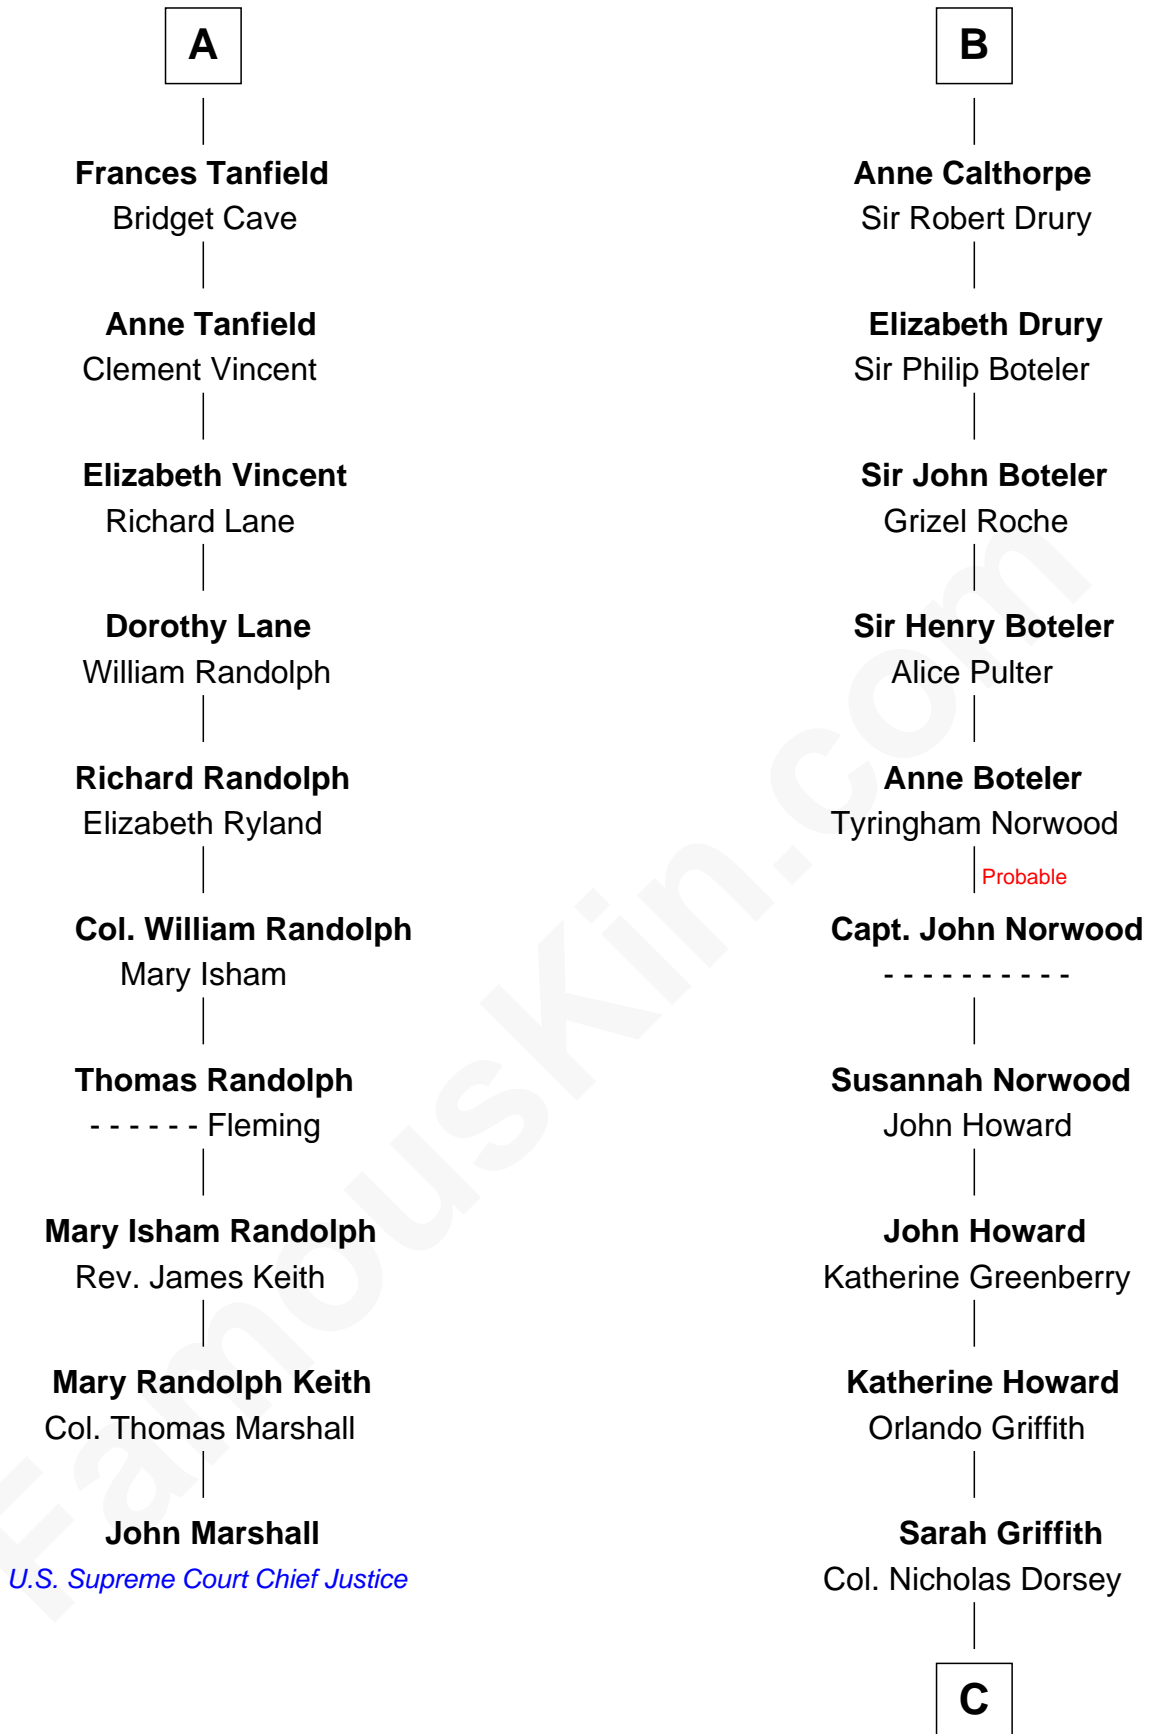 A
Frances Tanfield
Bridget Cave
Anne Tanfield
Clement Vincent
Elizabeth Vincent
Richard Lane
Dorothy Lane
William Randolph
Richard Randolph
Elizabeth Ryland
Col. William Randolph
Mary Isham
Thomas Randolph
- - - - - - Fleming
Mary Isham Randolph
Rev. James Keith
Mary Randolph Keith
Col. Thomas Marshall
John Marshall
U.S. Supreme Court Chief Justice
B
Anne Calthorpe
Sir Robert Drury
Elizabeth Drury
Sir Philip Boteler
Sir John Boteler
Grizel Roche
Sir Henry Boteler
Alice Pulter
Anne Boteler
Tyringham Norwood
Probable
Capt. John Norwood
- - - - - - - - - -
Susannah Norwood
John Howard
John Howard
Katherine Greenberry
Katherine Howard
Orlando Griffith
Sarah Griffith
Col. Nicholas Dorsey
C
FamousKin.com